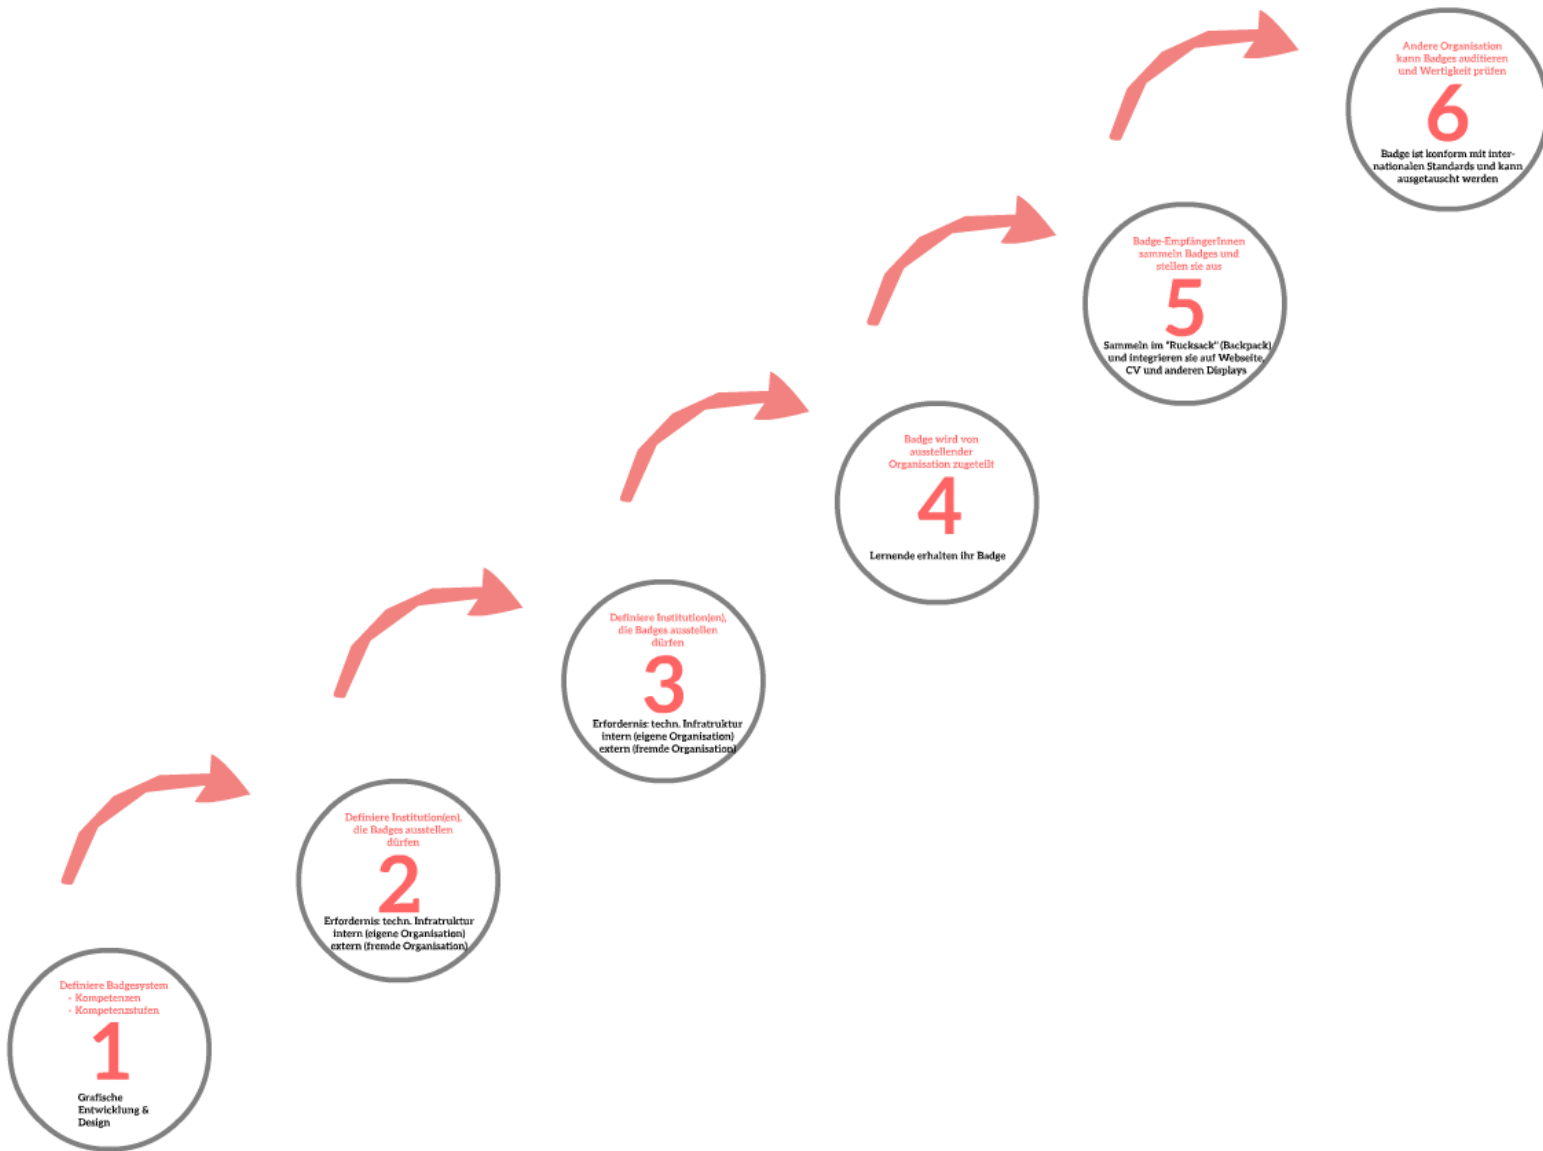 Definiere Badgesystem
- Kompetenzen
- Kompetenzstufen
1
Grafische
Entwicklung &
Design
Definiere Institution(en),
die Badges ausstellen
dürfen
2
Erfordernis: techn. Infratruktur
intern (eigene Organisation)
extern (fremde Organisation)
Definiere Institution(en),
die Badges ausstellen
dürfen
3
Erfordernis: techn. Infratruktur
intern (eigene Organisation)
extern (fremde Organisation)
Badge wird von
ausstellender
Organisation zugeteilt
4
Lernende erhalten ihr Badge
Badge-EmpfängerInnen
sammeln Badges und
stellen sie aus
5
Sammeln im "Rucksack" (Backpack)
und integrieren sie auf Webseite,
CV und anderen Displays
Andere Organisation
kann Badges auditieren
und Wertigkeit prüfen
6
Badge ist konform mit inter-
nationalen Standards und kann
ausgetauscht werden